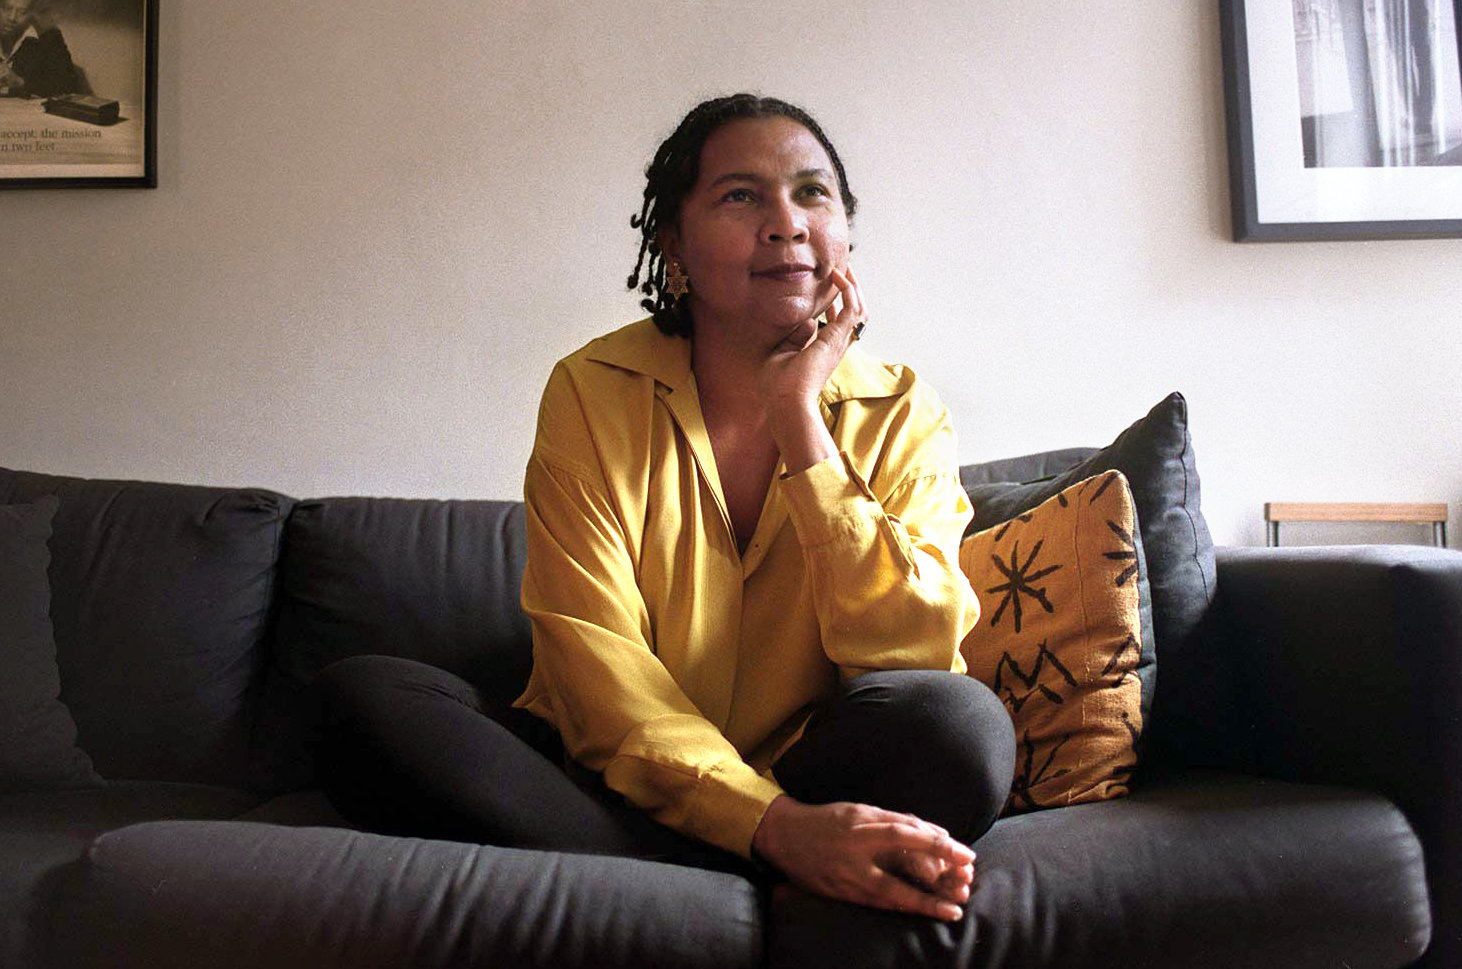 accept, the mission
n two feet